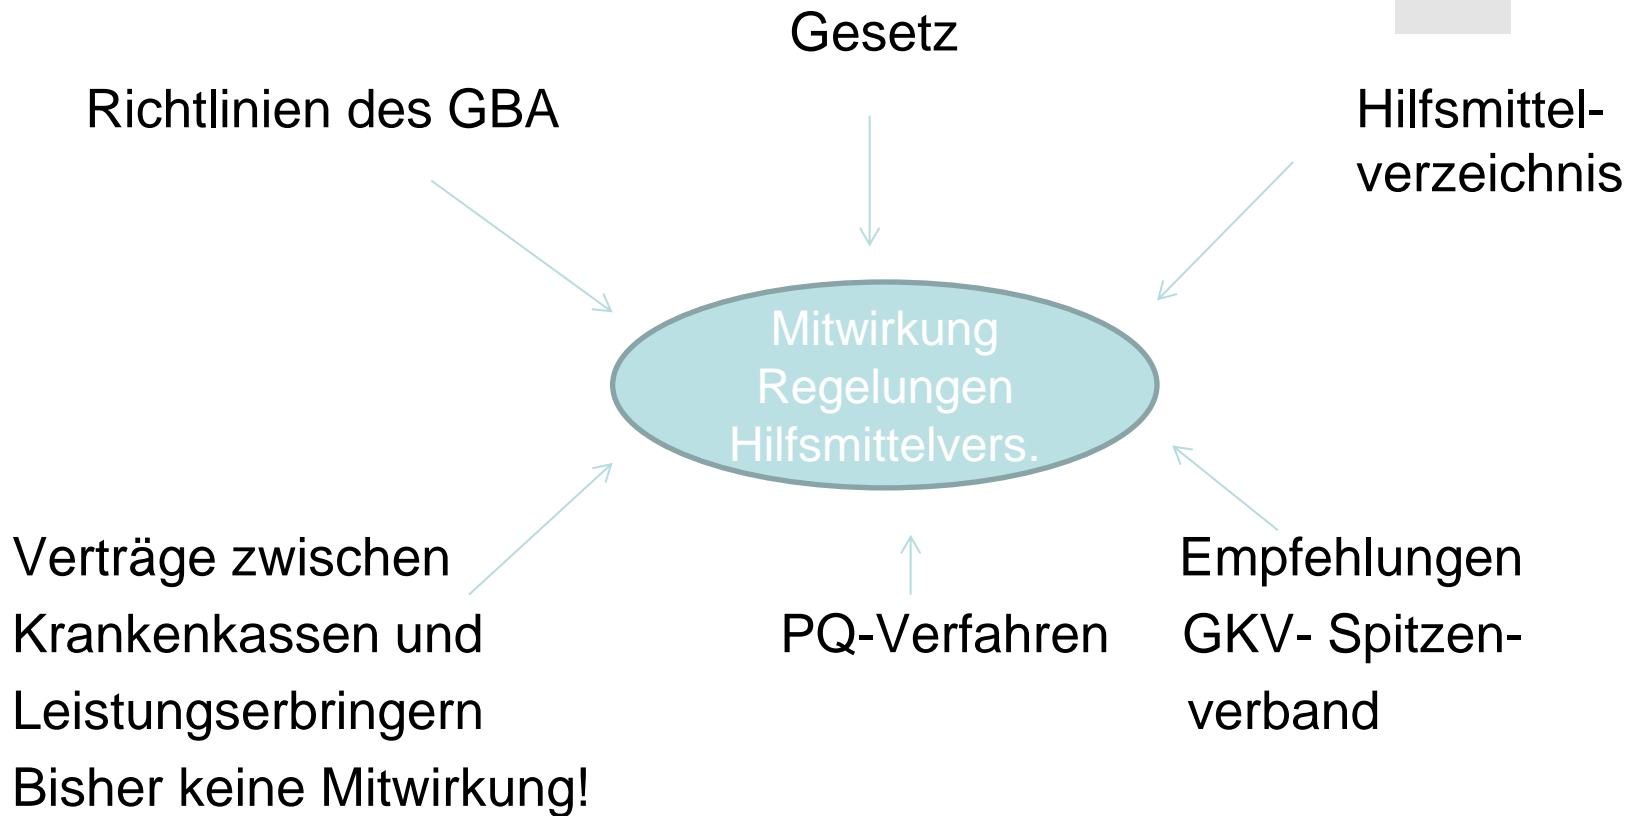 Gesetz
Richtlinien des GBA
Hilfsmittel-
verzeichnis
Mitwirkung
Regelungen
Hilfsmittelvers.
Verträge zwischen
Krankenkassen und
Leistungserbringern
Bisher keine Mitwirkung!
PQ-Verfahren
Empfehlungen
GKV- Spitzen-
verband